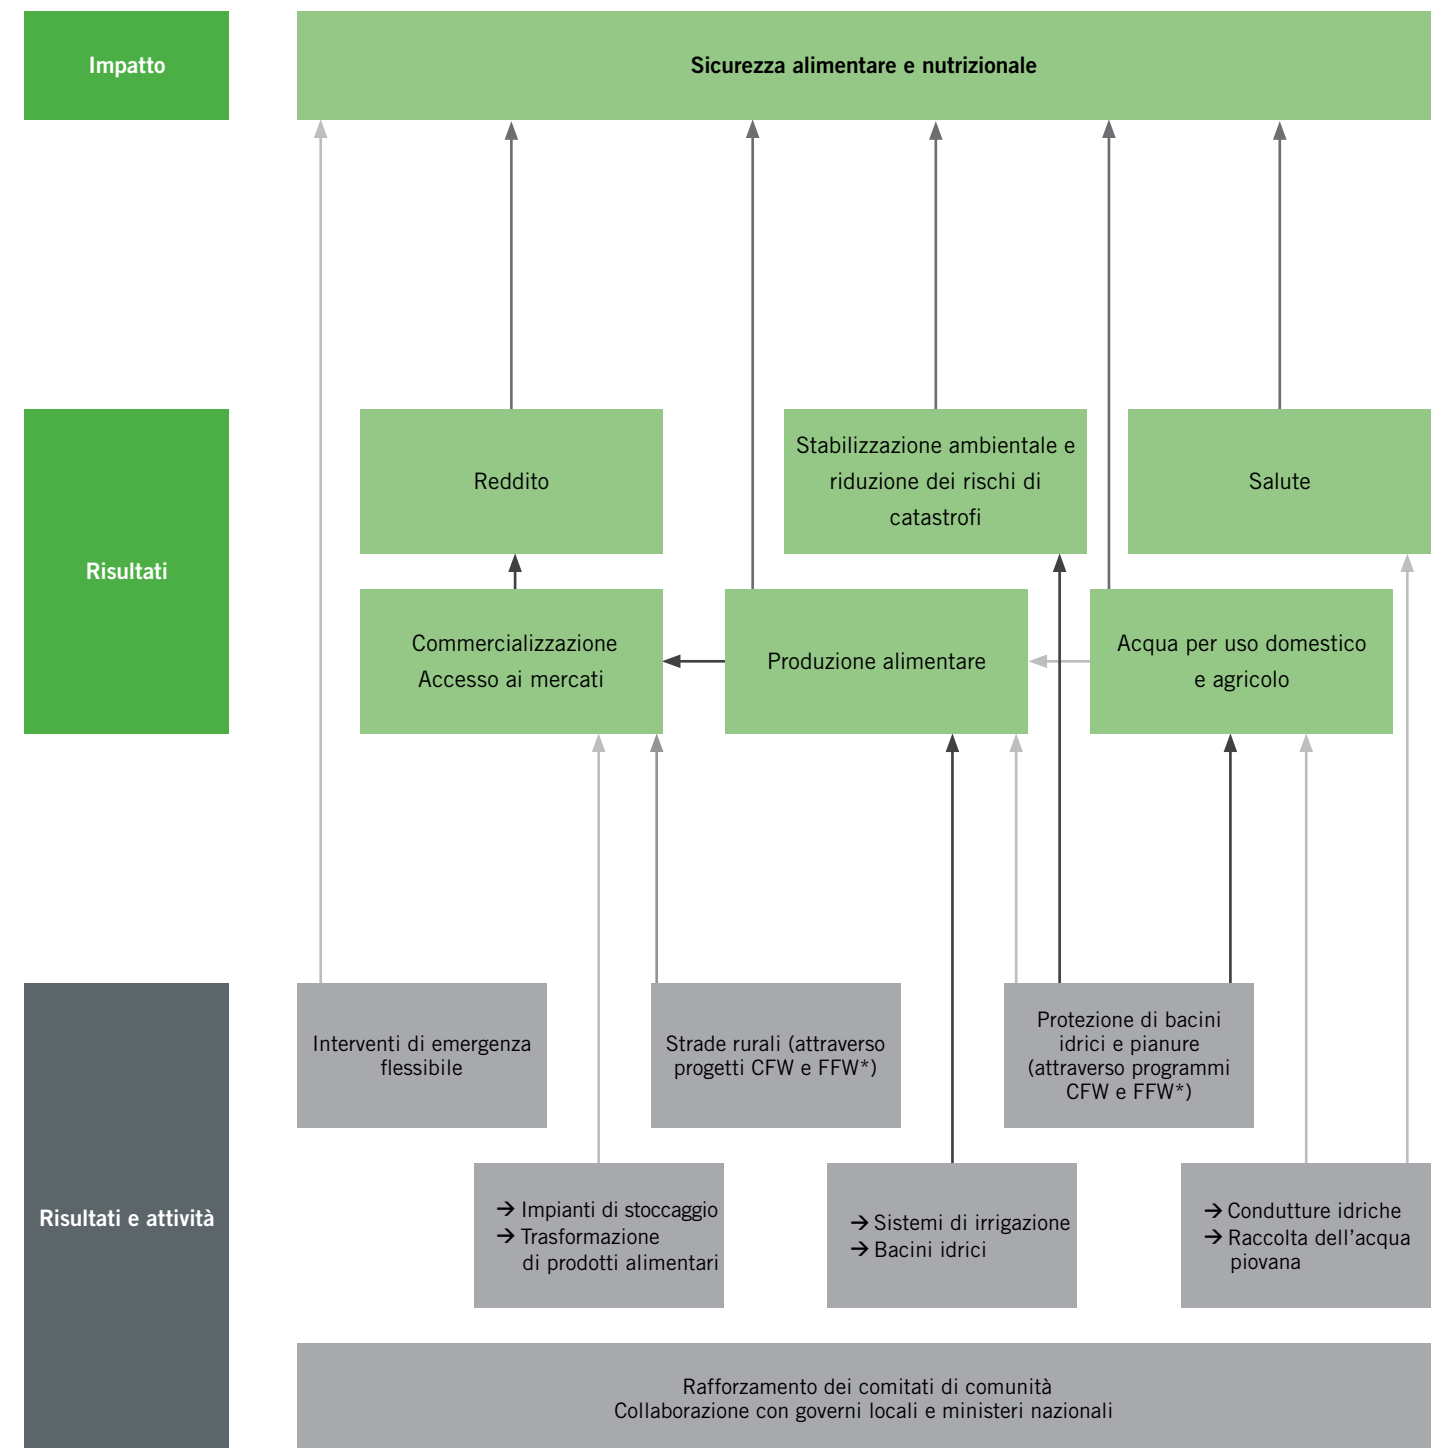 Impatto
Sicurezza alimentare e nutrizionale
Risultati
Reddito
Stabilizzazione ambientale e
riduzione dei rischi di
catastrofi
Salute
Commercializzazione
Accesso ai mercati
Produzione alimentare
Acqua per uso domestico
e agricolo
Risultati e attività
Interventi di emergenza
flessibile
Strade rurali (attraverso
progetti CFW e FFW*)
Protezione di bacini
idrici e pianure
(attraverso programmi
CFW e FFW*)
→ Impianti di stoccaggio
→ Trasformazione
di prodotti alimentari
→ Sistemi di irrigazione
→ Bacini idrici
→ Condutture idriche
→ Raccolta dell'acqua
piovana
Rafforzamento dei comitati di comunità
Collaborazione con governi locali e ministeri nazionali